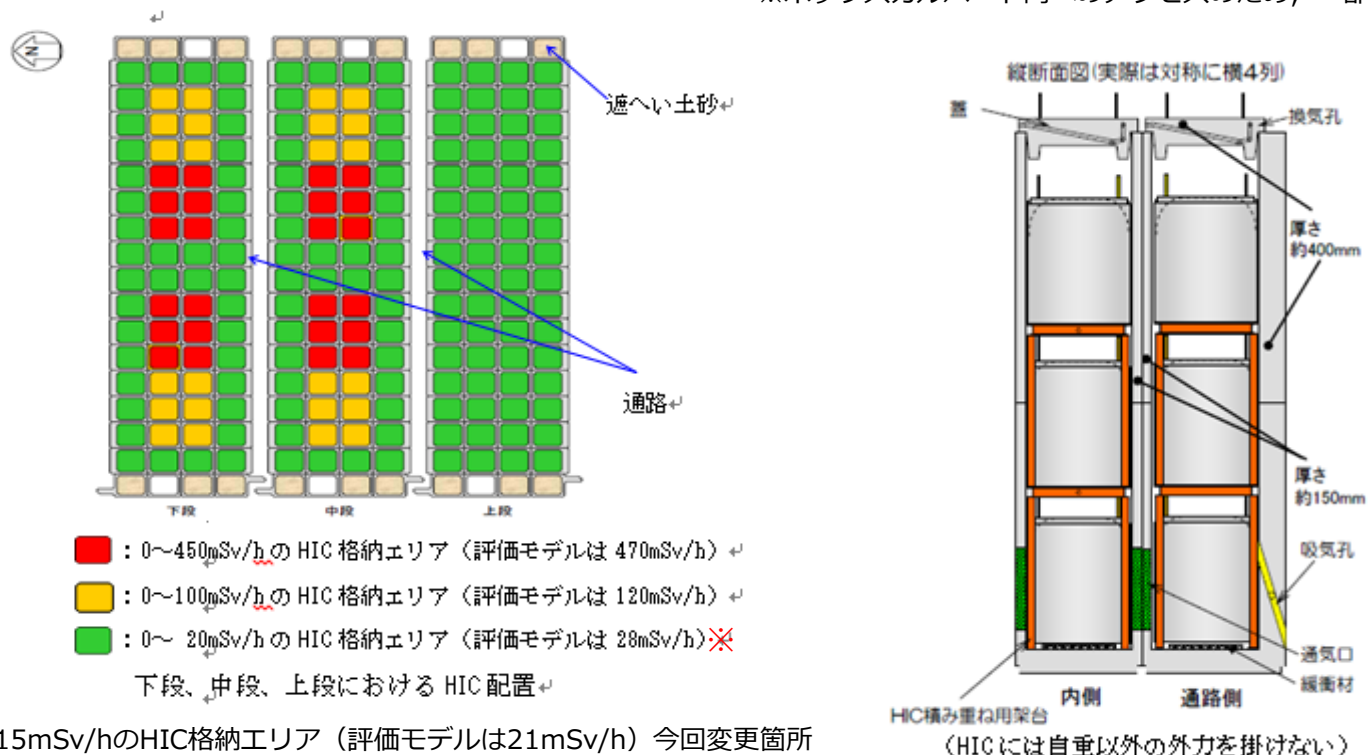 N
遮へい土砂↵
通路↵
下段
中段
上段
：0～450mSv/hのHIC格納エリア（評価モデルは470mSv/h）↵
：0～100mSv/hのHIC格納エリア（評価モデルは120mSv/h）↵
：0～ 20mSv/hのHIC格納エリア（評価モデルは28mSv/h）※
下段、中段、上段におけるHIC配置↵
15mSv/hのHIC格納エリア（評価モデルは21mSv/h）今回変更箇所
縦断面図(実際は対称に横4列)
蓋
換気孔
厚さ
約400mm
厚さ
約150mm
吸気孔
通気口
緩衝材
内側
通路側
HIC積み重ね用架台
(HICには自重以外の外力を掛けない)